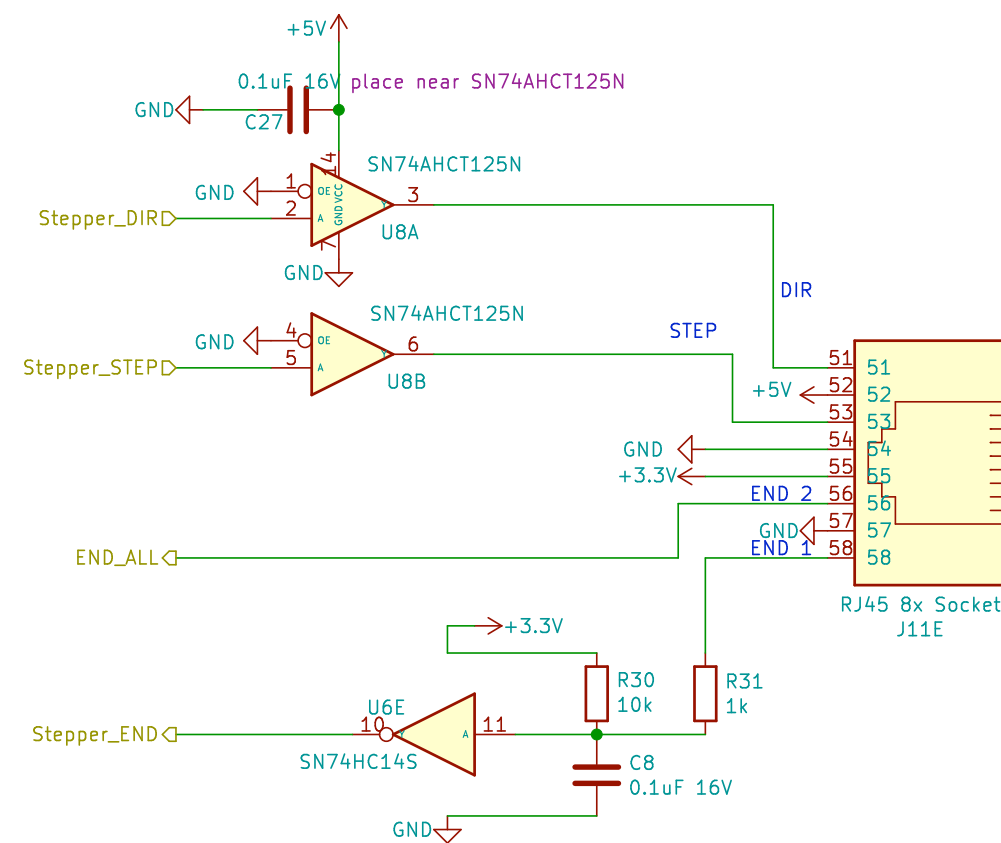 +5V
0.1uF 16V
place near SN74AHCT125N
GND
C27
14
SN74AHCT125N
GND
1
OE
VCC
3
Stepper_DIR
2
A
GND
Y
U8A
7
GND
DIR
SN74AHCT125N
STEP
GND
4
OE
6
Stepper_STEP
5
A
Y
U8B
51
51
+5V
52
52
53
53
GND
54
54
+3.3V
55
55
END 2
56
56
GND
57
57
END_ALL
END 1
58
58
RJ45 8x Socket
J11E
+3.3V
R30
10k
R31
1k
U6E
Stepper_END
10
Y
A
11
SN74HC14S
C8
0.1uF 16V
GND